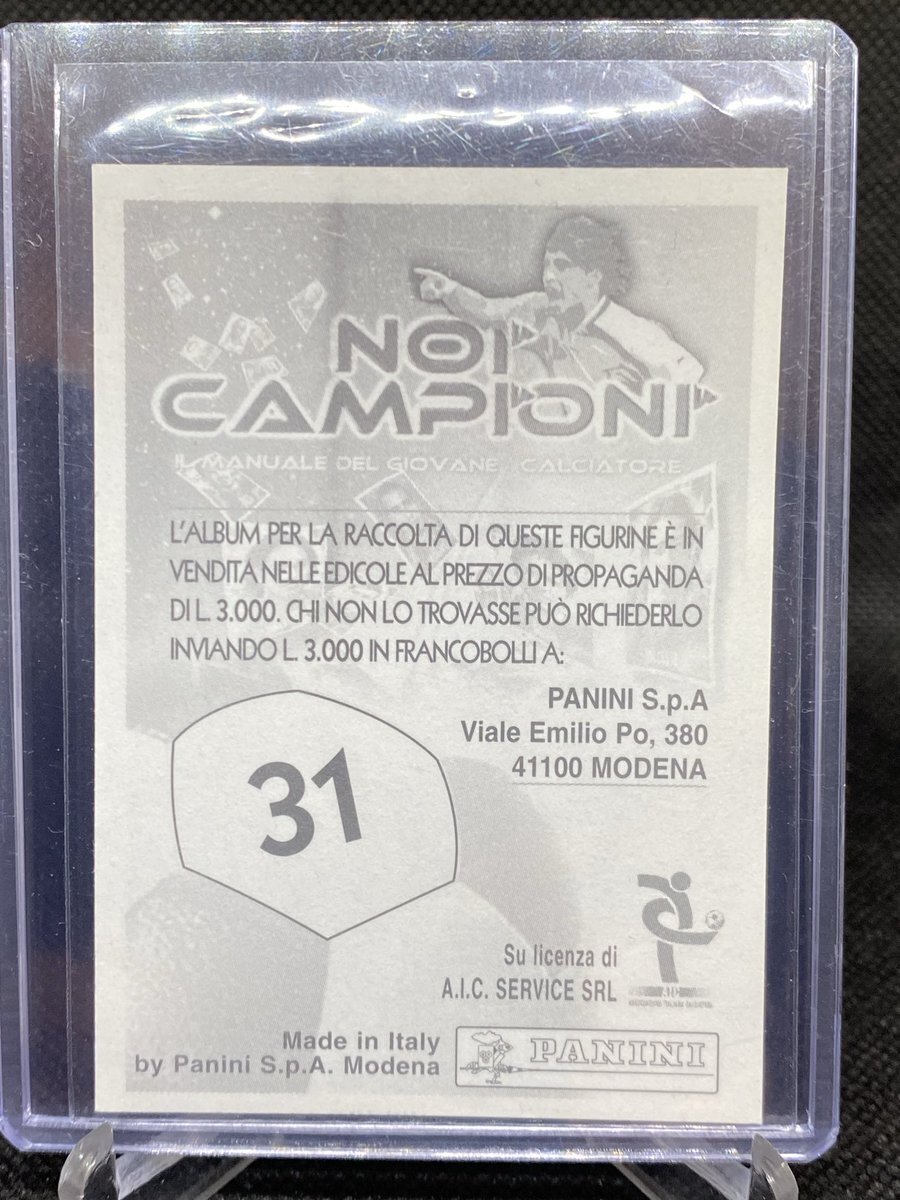 NOI
CAMPIONI
IL MANUALE DEL GIOVANE CALCIATORE
L'ALBUM PER LA RACCOLTA DI QUESTE FIGURINE È IN
VENDITA NELLE EDICOLE AL PREZZO DI PROPAGANDA
DI L. 3.000. CHI NON LO TROVASSE PUÒ RICHIEDERLO
INVIANDO L. 3.000 IN FRANCOBOLLI A:
PANINI S.p.A
Viale Emilio Po, 380
41100 MODENA
31
Su licenza di
A.I.C. SERVICE SRL
AIC
Made in Italy
by Panini S.p.A. Modena
PANINI